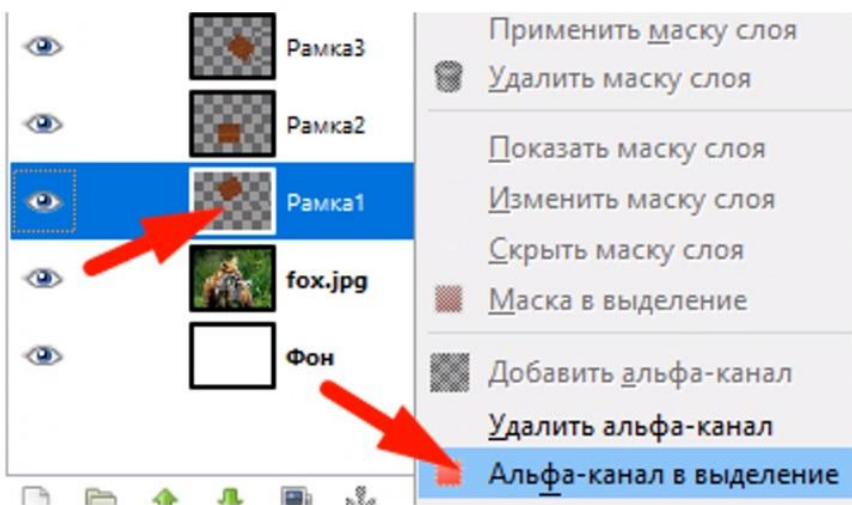 Рамка3
Рамка2
Рамка1
fox.jpg
Фон
Применить маску слоя
Удалить маску слоя
Показать маску слоя
Изменить маску слоя
Скрыть маску слоя
Маска в выделение
Добавить альфа-канал
Удалить альфа-канал
Альфа-канал в выделение